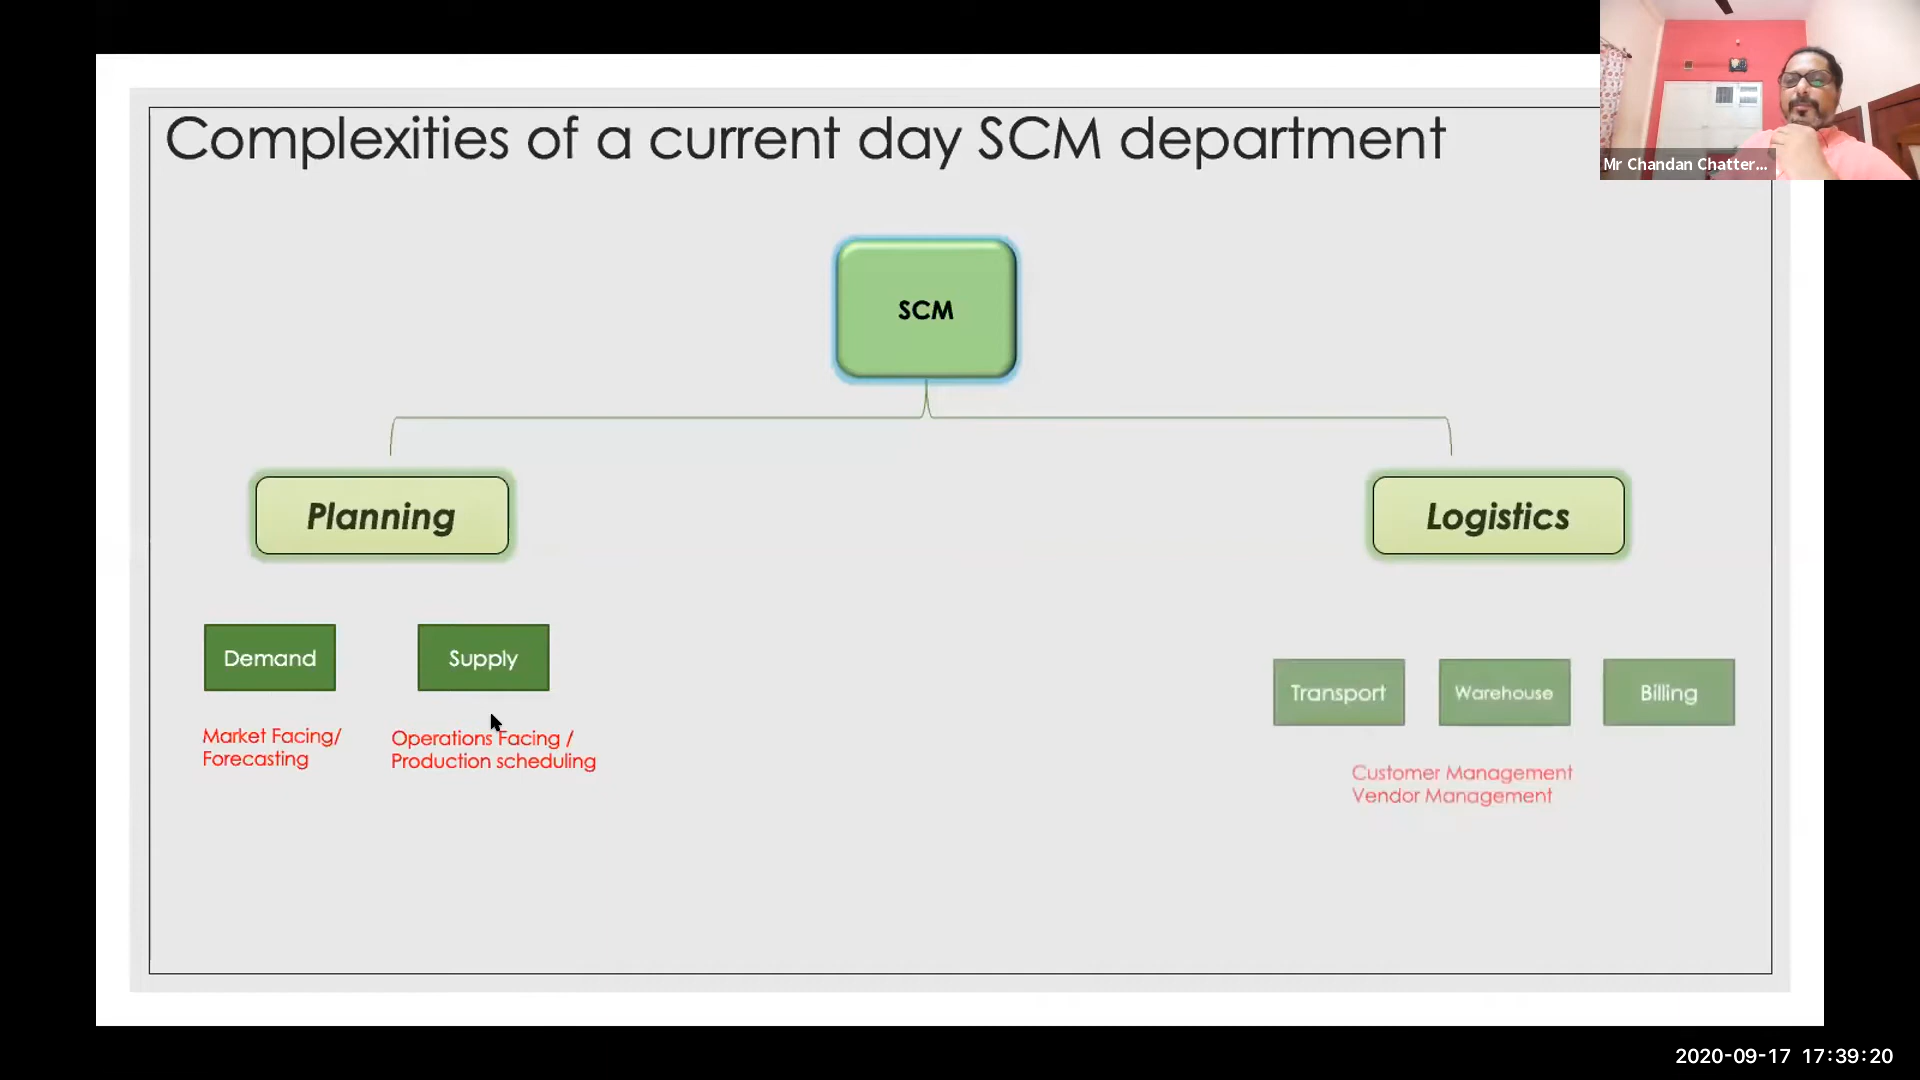 Complexities of a current day SCM department
Mr Chandan Chatter...
SCM
Planning
Logistics
Demand
Supply
Transport
Warehouse
Billing
Market Facing/
Forecasting
Operations Facing /
Production scheduling
Customer Management
Vendor Management
2020-09-17 17:39:20